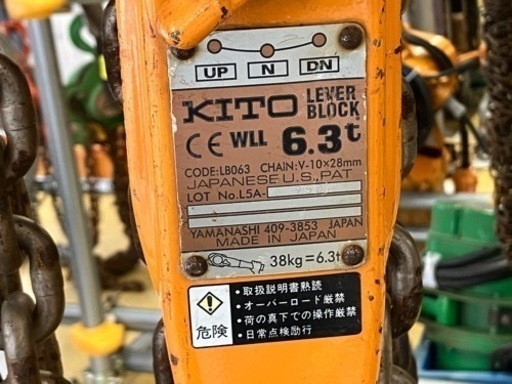 UP N DN
KITO LEVER BLOCK
CE WLL 6.3t
CODE:LB063 CHAIN:V-10×28mm
JAPANESE U.S.,PAT
LOT No.L5A-
YAMANASHI 409-3853 JAPAN
MADE IN JAPAN
38kg=6.3t
危険
・取扱説明書熟読
・オーバーロード厳禁
・荷の真下での操作厳禁
・日常点検励行